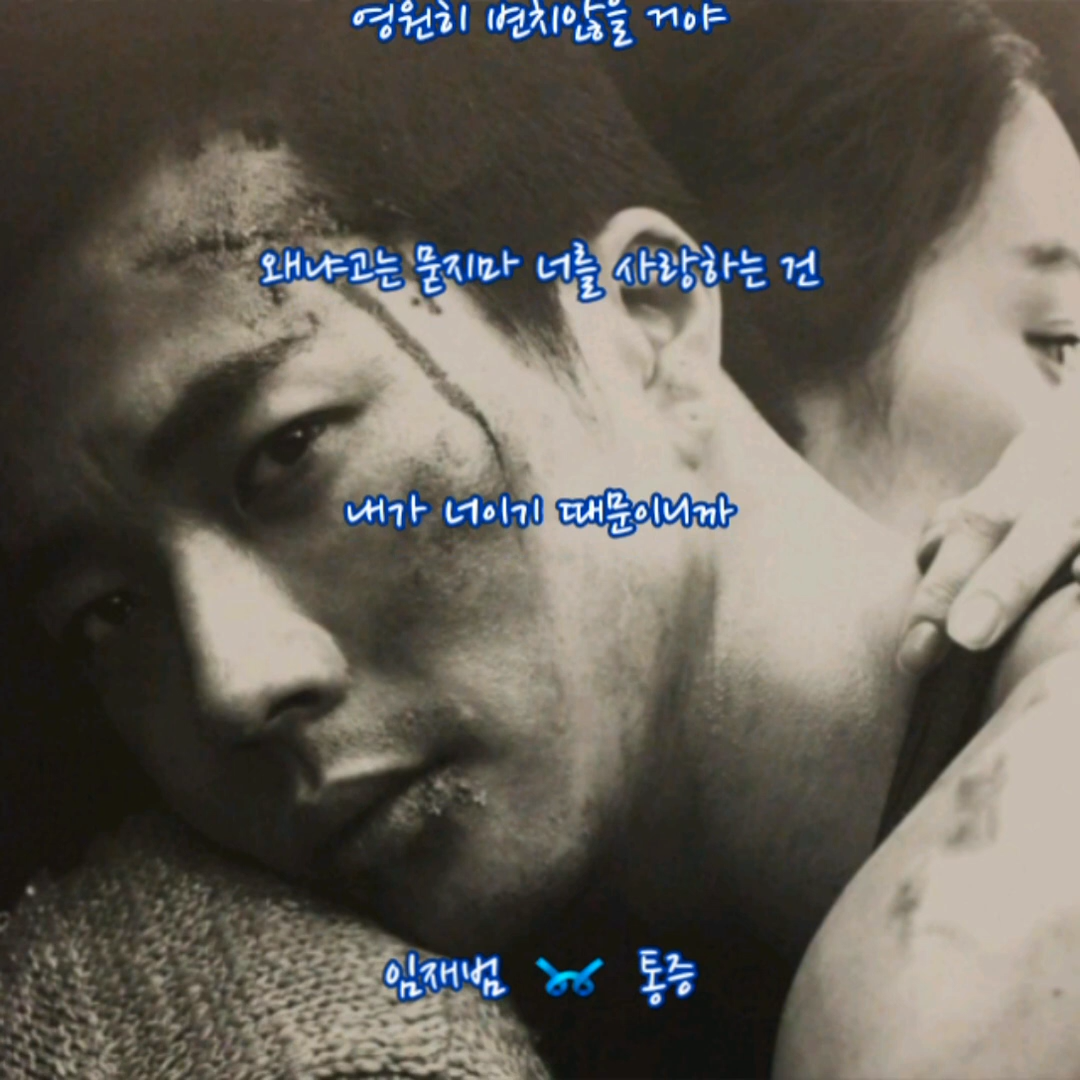 영원히 변치않을 거야
왜냐고는 묻지마 너를 사랑하는 건
내가 너이기 때문이니까
임재범 통증